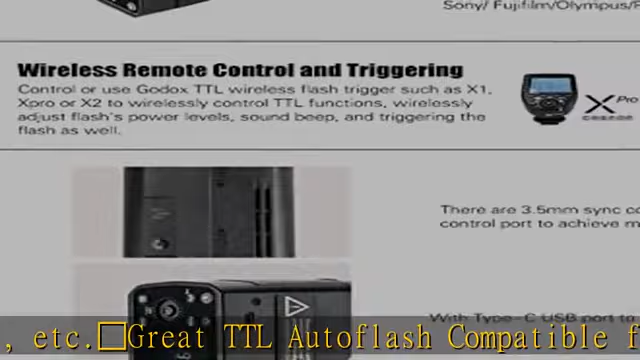 Sony/ Fujifilm/Olympus/P
Wireless Remote Control and Triggering
Control or use Godox TTL wireless flash trigger such as X1,
Xpro or X2 to wirelessly control TTL functions, wirelessly
adjust flash's power levels, sound beep, and triggering the
flash as well.
X Pro
There are 3.5mm sync co
control port to achieve m
With Type-C USB port to
, etc.□Great TTL Autoflash Compatible f